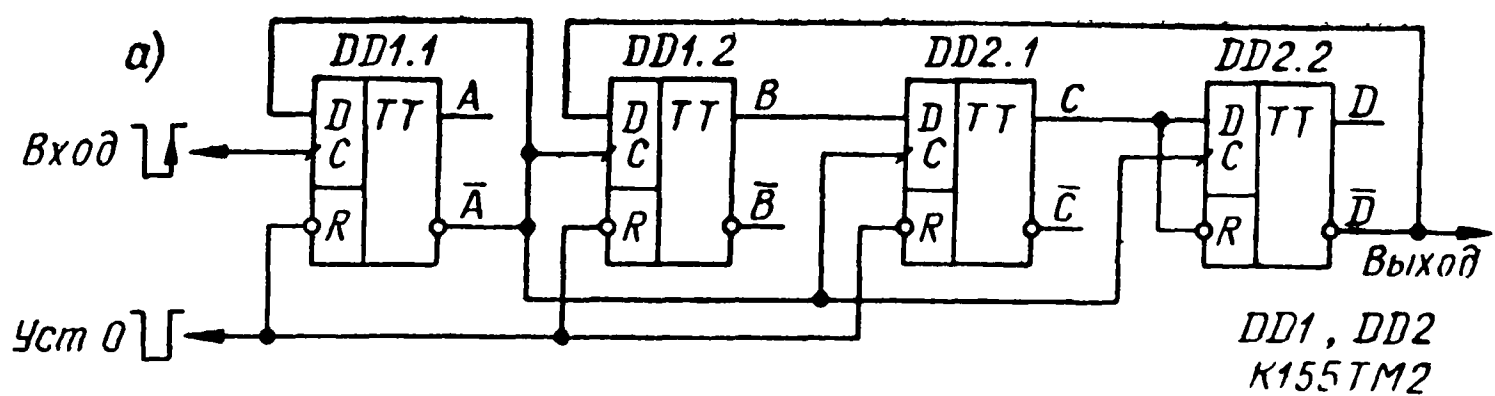 а)
DD1.1
DD1.2
DD2.1
DD2.2
D TT A
C
R A̅
D TT B
C
R B̅
D TT C
C
R C̅
D TT D
C
R D̅
Вход
Уст 0
Выход
DD1, DD2
К155ТМ2